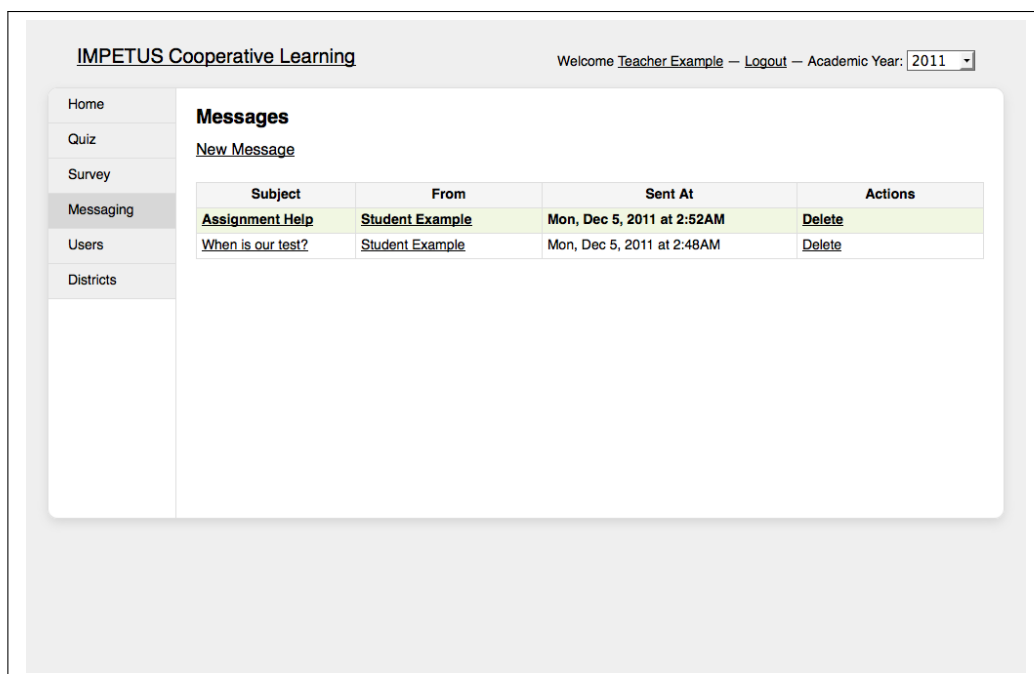 IMPETUS Cooperative Learning
Welcome Teacher Example — Logout — Academic Year: 2011
Home
Quiz
Survey
Messaging
Users
Districts
Messages
New Message
Subject From Sent At Actions
Assignment Help Student Example Mon, Dec 5, 2011 at 2:52AM Delete
When is our test? Student Example Mon, Dec 5, 2011 at 2:48AM Delete